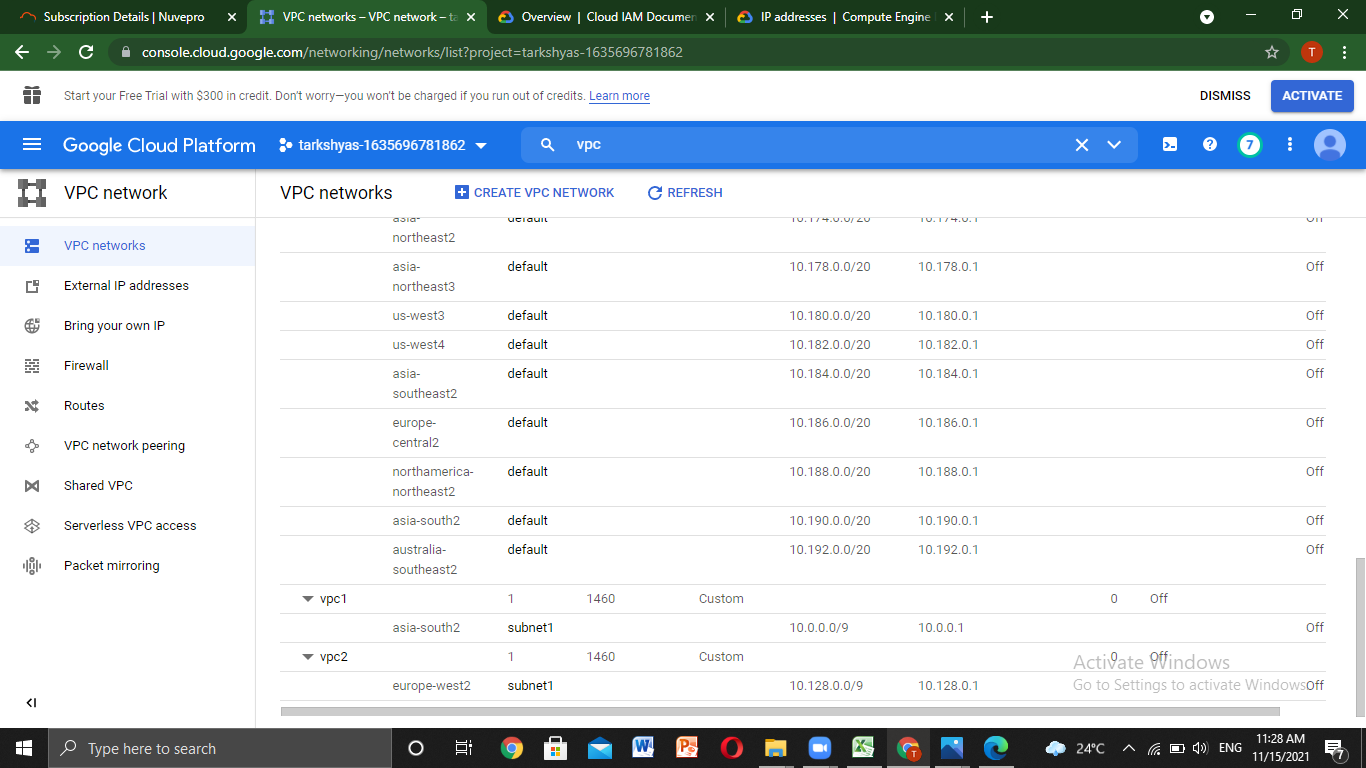 Subscription Details | Nuvepro
VPC networks – VPC network – ta
Overview | Cloud IAM Documen
IP addresses | Compute Engine
console.cloud.google.com/networking/networks/list?project=tarkshyas-1635696781862
T
Start your Free Trial with $300 in credit. Don't worry—you won't be charged if you run out of credits. Learn more
DISMISS
ACTIVATE
Google Cloud Platform
tarkshyas-1635696781862
vpc
7
VPC network
VPC networks
CREATE VPC NETWORK
REFRESH
VPC networks
External IP addresses
Bring your own IP
Firewall
Routes
VPC network peering
Shared VPC
Serverless VPC access
Packet mirroring
asia-northeast2 default 10.174.0.0/20 10.174.0.1 Off
asia-northeast3 default 10.178.0.0/20 10.178.0.1 Off
us-west3 default 10.180.0.0/20 10.180.0.1 Off
us-west4 default 10.182.0.0/20 10.182.0.1 Off
asia-southeast2 default 10.184.0.0/20 10.184.0.1 Off
europe-central2 default 10.186.0.0/20 10.186.0.1 Off
northamerica-northeast2 default 10.188.0.0/20 10.188.0.1 Off
asia-south2 default 10.190.0.0/20 10.190.0.1 Off
australia-southeast2 default 10.192.0.0/20 10.192.0.1 Off
vpc1 1 1460 Custom 0 Off
asia-south2 subnet1 10.0.0.0/9 10.0.0.1 Off
vpc2 1 1460 Custom 0 Off
europe-west2 subnet1 10.128.0.0/9 10.128.0.1 Off
Activate Windows
Go to Settings to activate Windows.
Type here to search
24°C
ENG
11:28 AM
11/15/2021
7